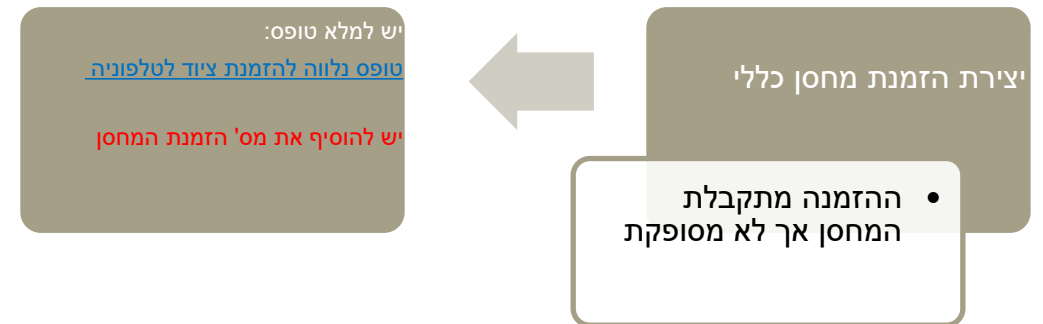 יצירת הזמנת מחסן כללי
• ההזמנה מתקבלת
המחסן אך לא מסופקת
יש למלא טופס:
טופס נלווה להזמנת ציוד לטלפוניה
יש להוסיף את מס' הזמנת המחסן